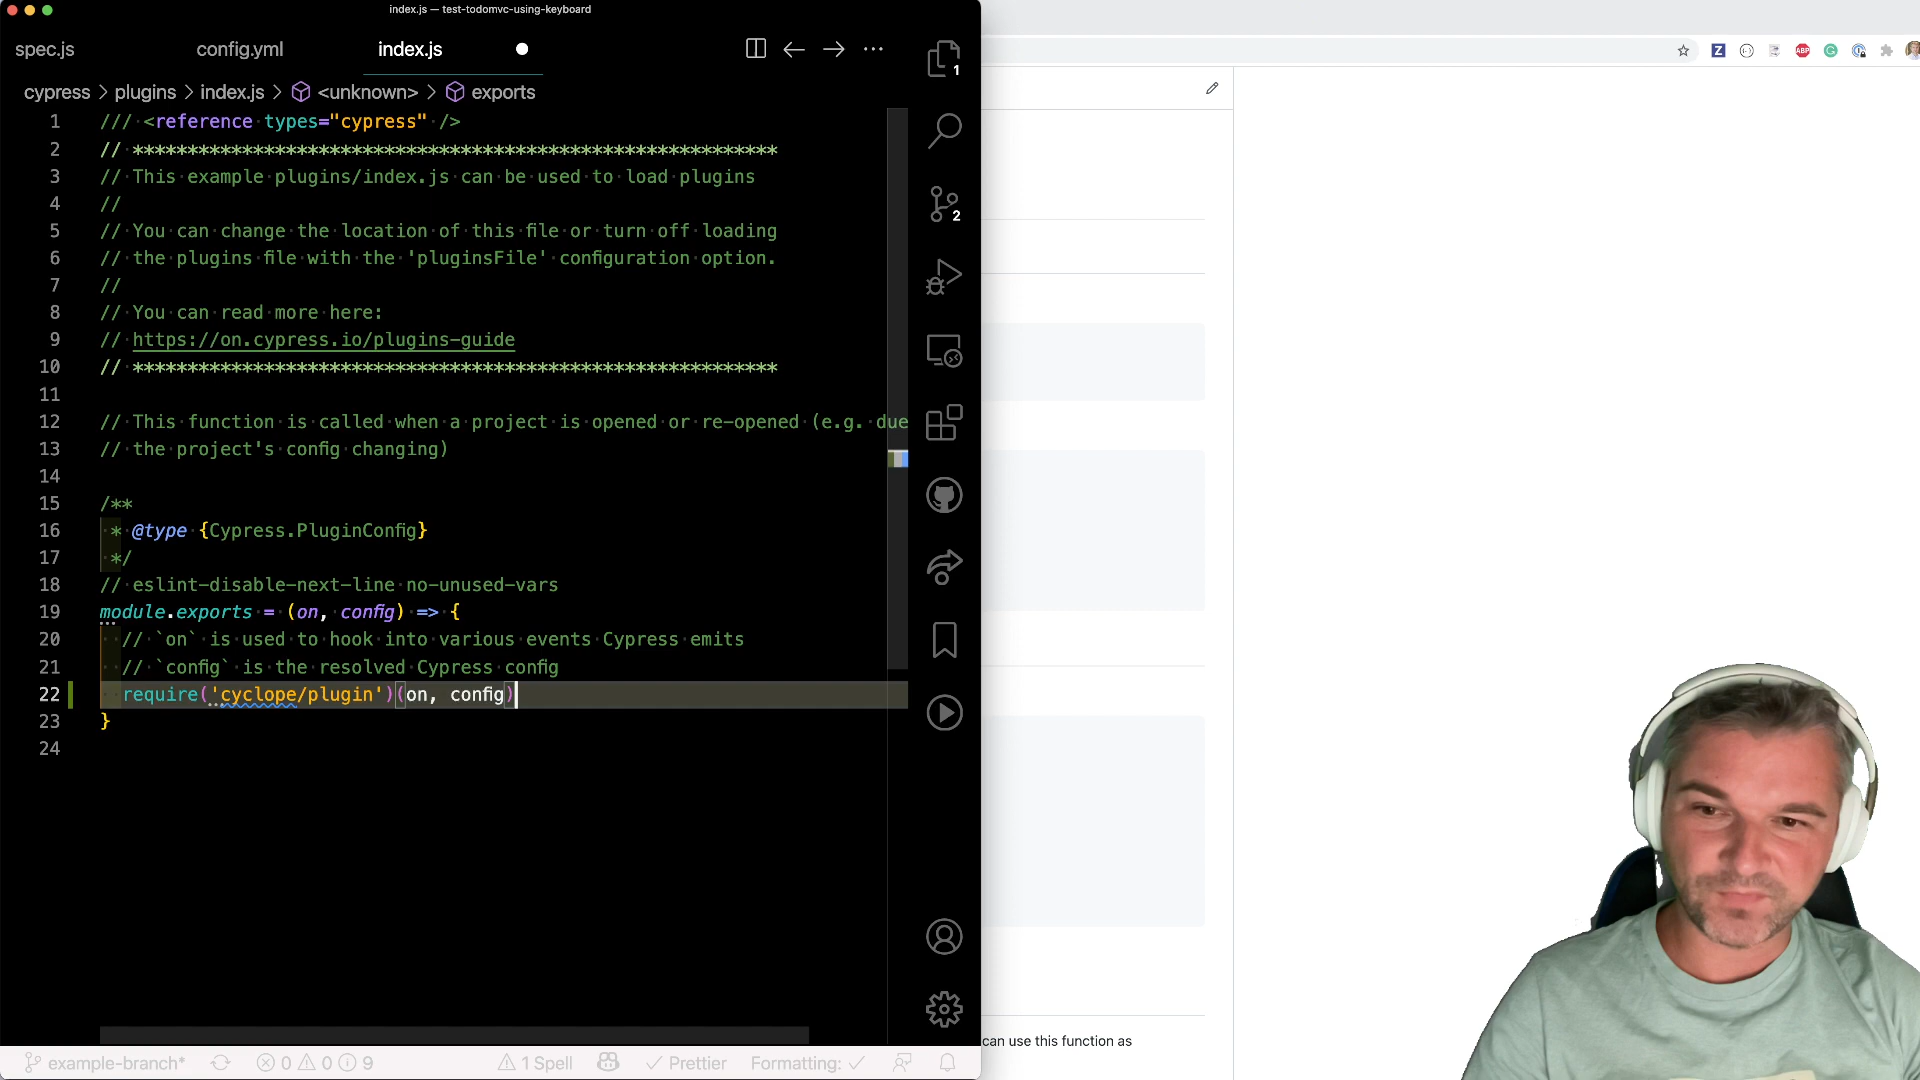 index.js — test-todomvc-using-keyboard
spec.js
config.yml
index.js
cypress > plugins > index.js > <unknown> > exports
1 /// <reference types="cypress" />
2 // ***********************************************************
3 // This example plugins/index.js can be used to load plugins
4 //
5 // You can change the location of this file or turn off loading
6 // the plugins file with the 'pluginsFile' configuration option.
7 //
8 // You can read more here:
9 // https://on.cypress.io/plugins-guide
10 // ***********************************************************
11
12 // This function is called when a project is opened or re-opened (e.g. due
13 // the project's config changing)
14
15 /**
16 * @type {Cypress.PluginConfig}
17 */
18 // eslint-disable-next-line no-unused-vars
19 module.exports = (on, config) => {
20 // `on` is used to hook into various events Cypress emits
21 // `config` is the resolved Cypress config
22 require('cyclope/plugin')(on, config)
23 }
24
1
2
Z
ABP
G
can use this function as
example-branch* 0 0 9 1 Spell Prettier Formatting: ✓